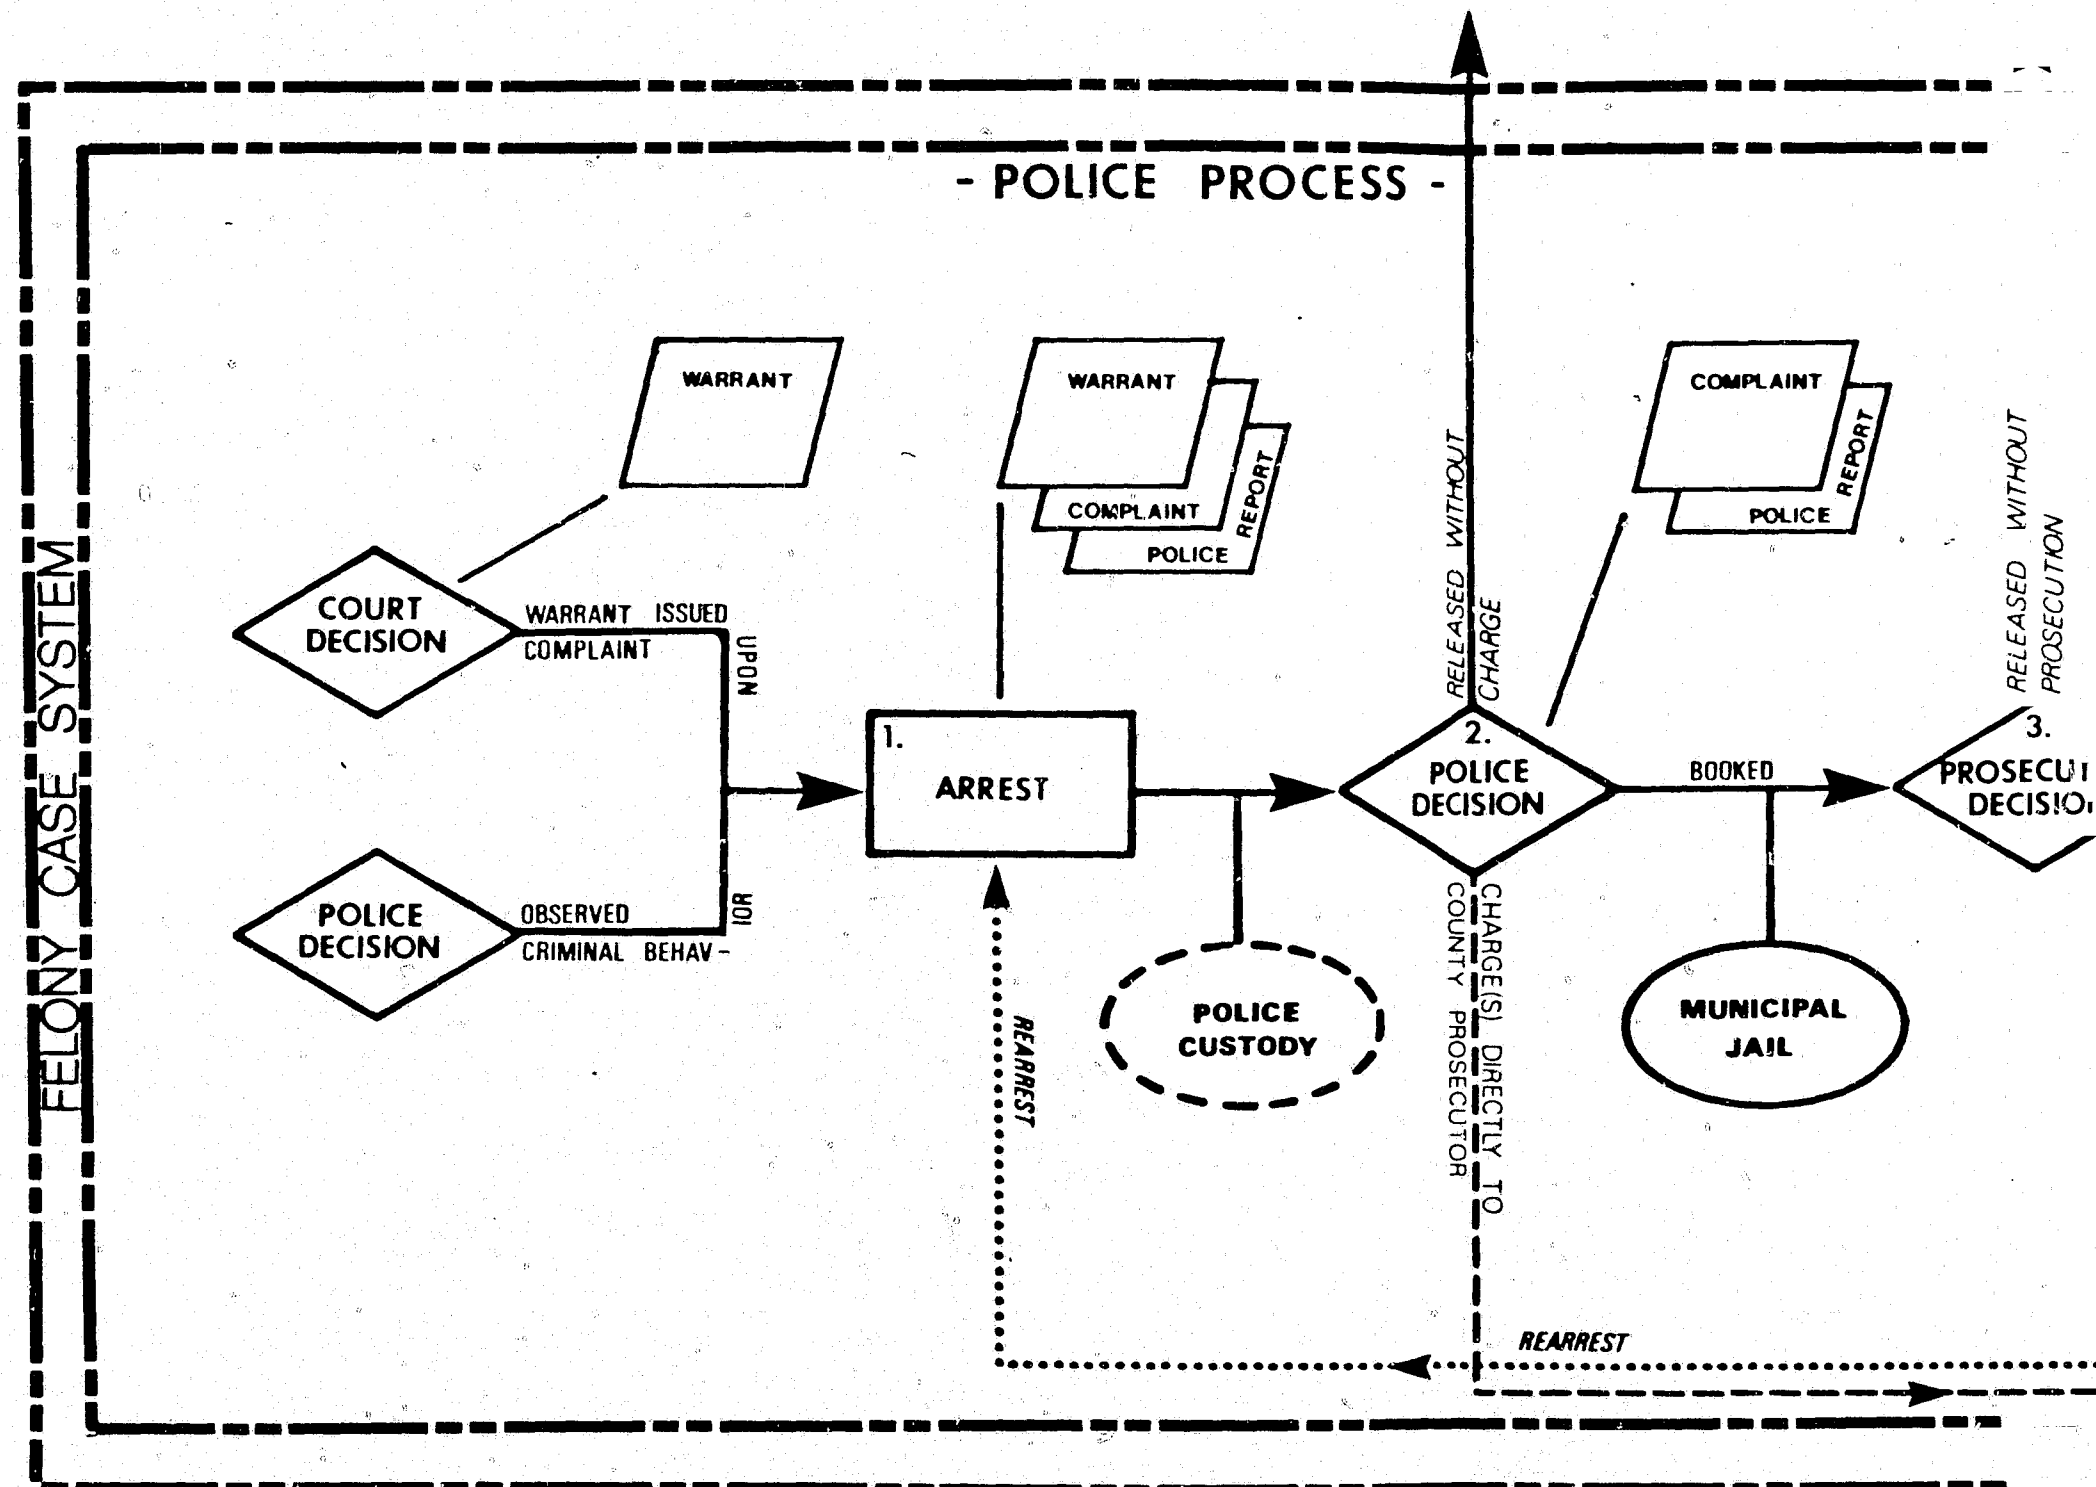 - POLICE PROCESS -
FELONY CASE SYSTEM
WARRANT
WARRANT
COMPLAINT
POLICE
REPORT
COMPLAINT
POLICE
REPORT
COURT
DECISION
WARRANT ISSUED
COMPLAINT
UPON
POLICE
DECISION
OBSERVED
CRIMINAL BEHAV-
IOR
1.
ARREST
REARREST
POLICE
CUSTODY
RELEASED WITHOUT
CHARGE
2.
POLICE
DECISION
CHARGE(S) DIRECTLY TO
COUNTY PROSECUTOR
BOOKED
MUNICIPAL
JAIL
RELEASED WITHOUT
PROSECUTION
3.
REARREST